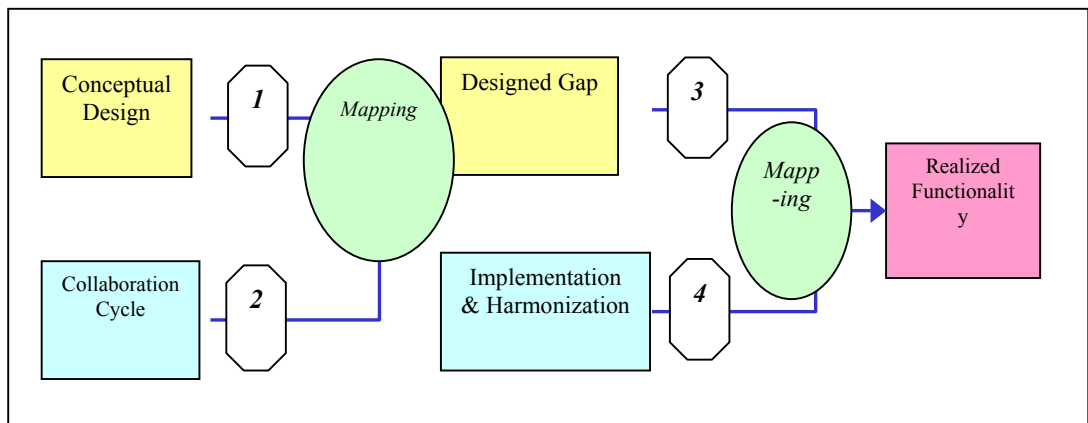 Conceptual
Design
1
Mapping
Designed Gap
3
Mapp
-ing
Realized
Functionalit
y
Collaboration
Cycle
2
Implementation
& Harmonization
4